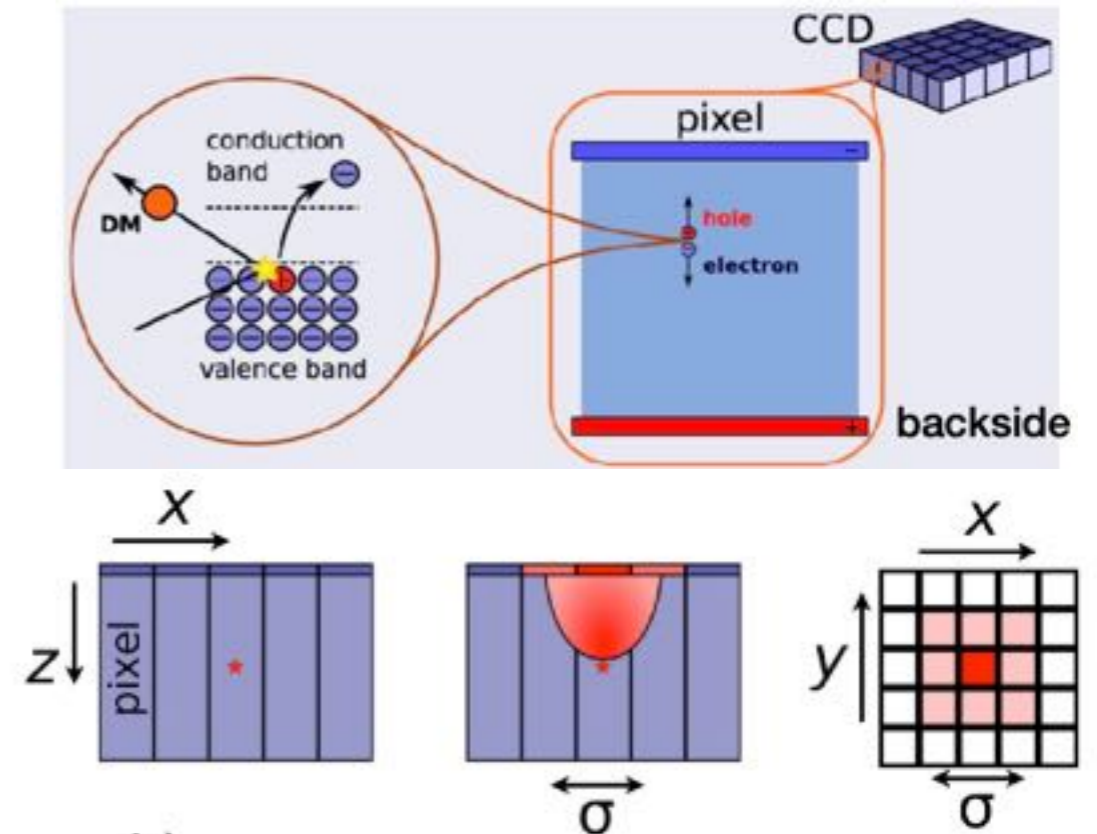 CCD
pixel
conduction
band
DM
hole
electron
valence band
backside
x
z
pixel
σ
x
y
σ